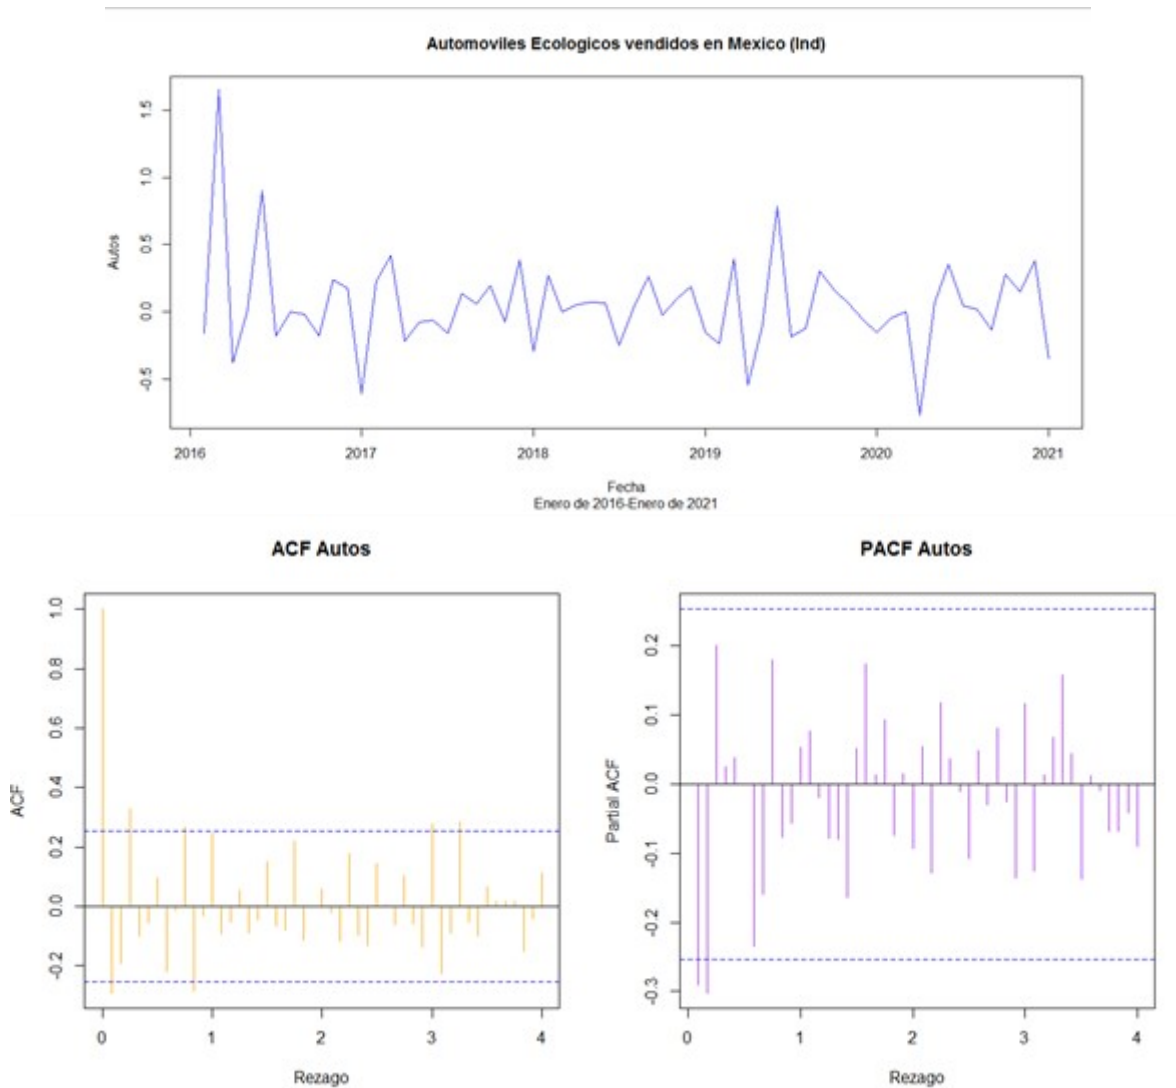 Automoviles Ecologicos vendidos en Mexico (Ind)
Autos
1.5
1.0
0.5
0.0
-0.5
2016 2017 2018 2019 2020 2021
Fecha
Enero de 2016-Enero de 2021
ACF Autos
ACF
1.0
0.8
0.6
0.4
0.2
0.0
-0.2
0 1 2 3 4
Rezago
PACF Autos
Partial ACF
0.2
0.1
0.0
-0.1
-0.2
-0.3
0 1 2 3 4
Rezago